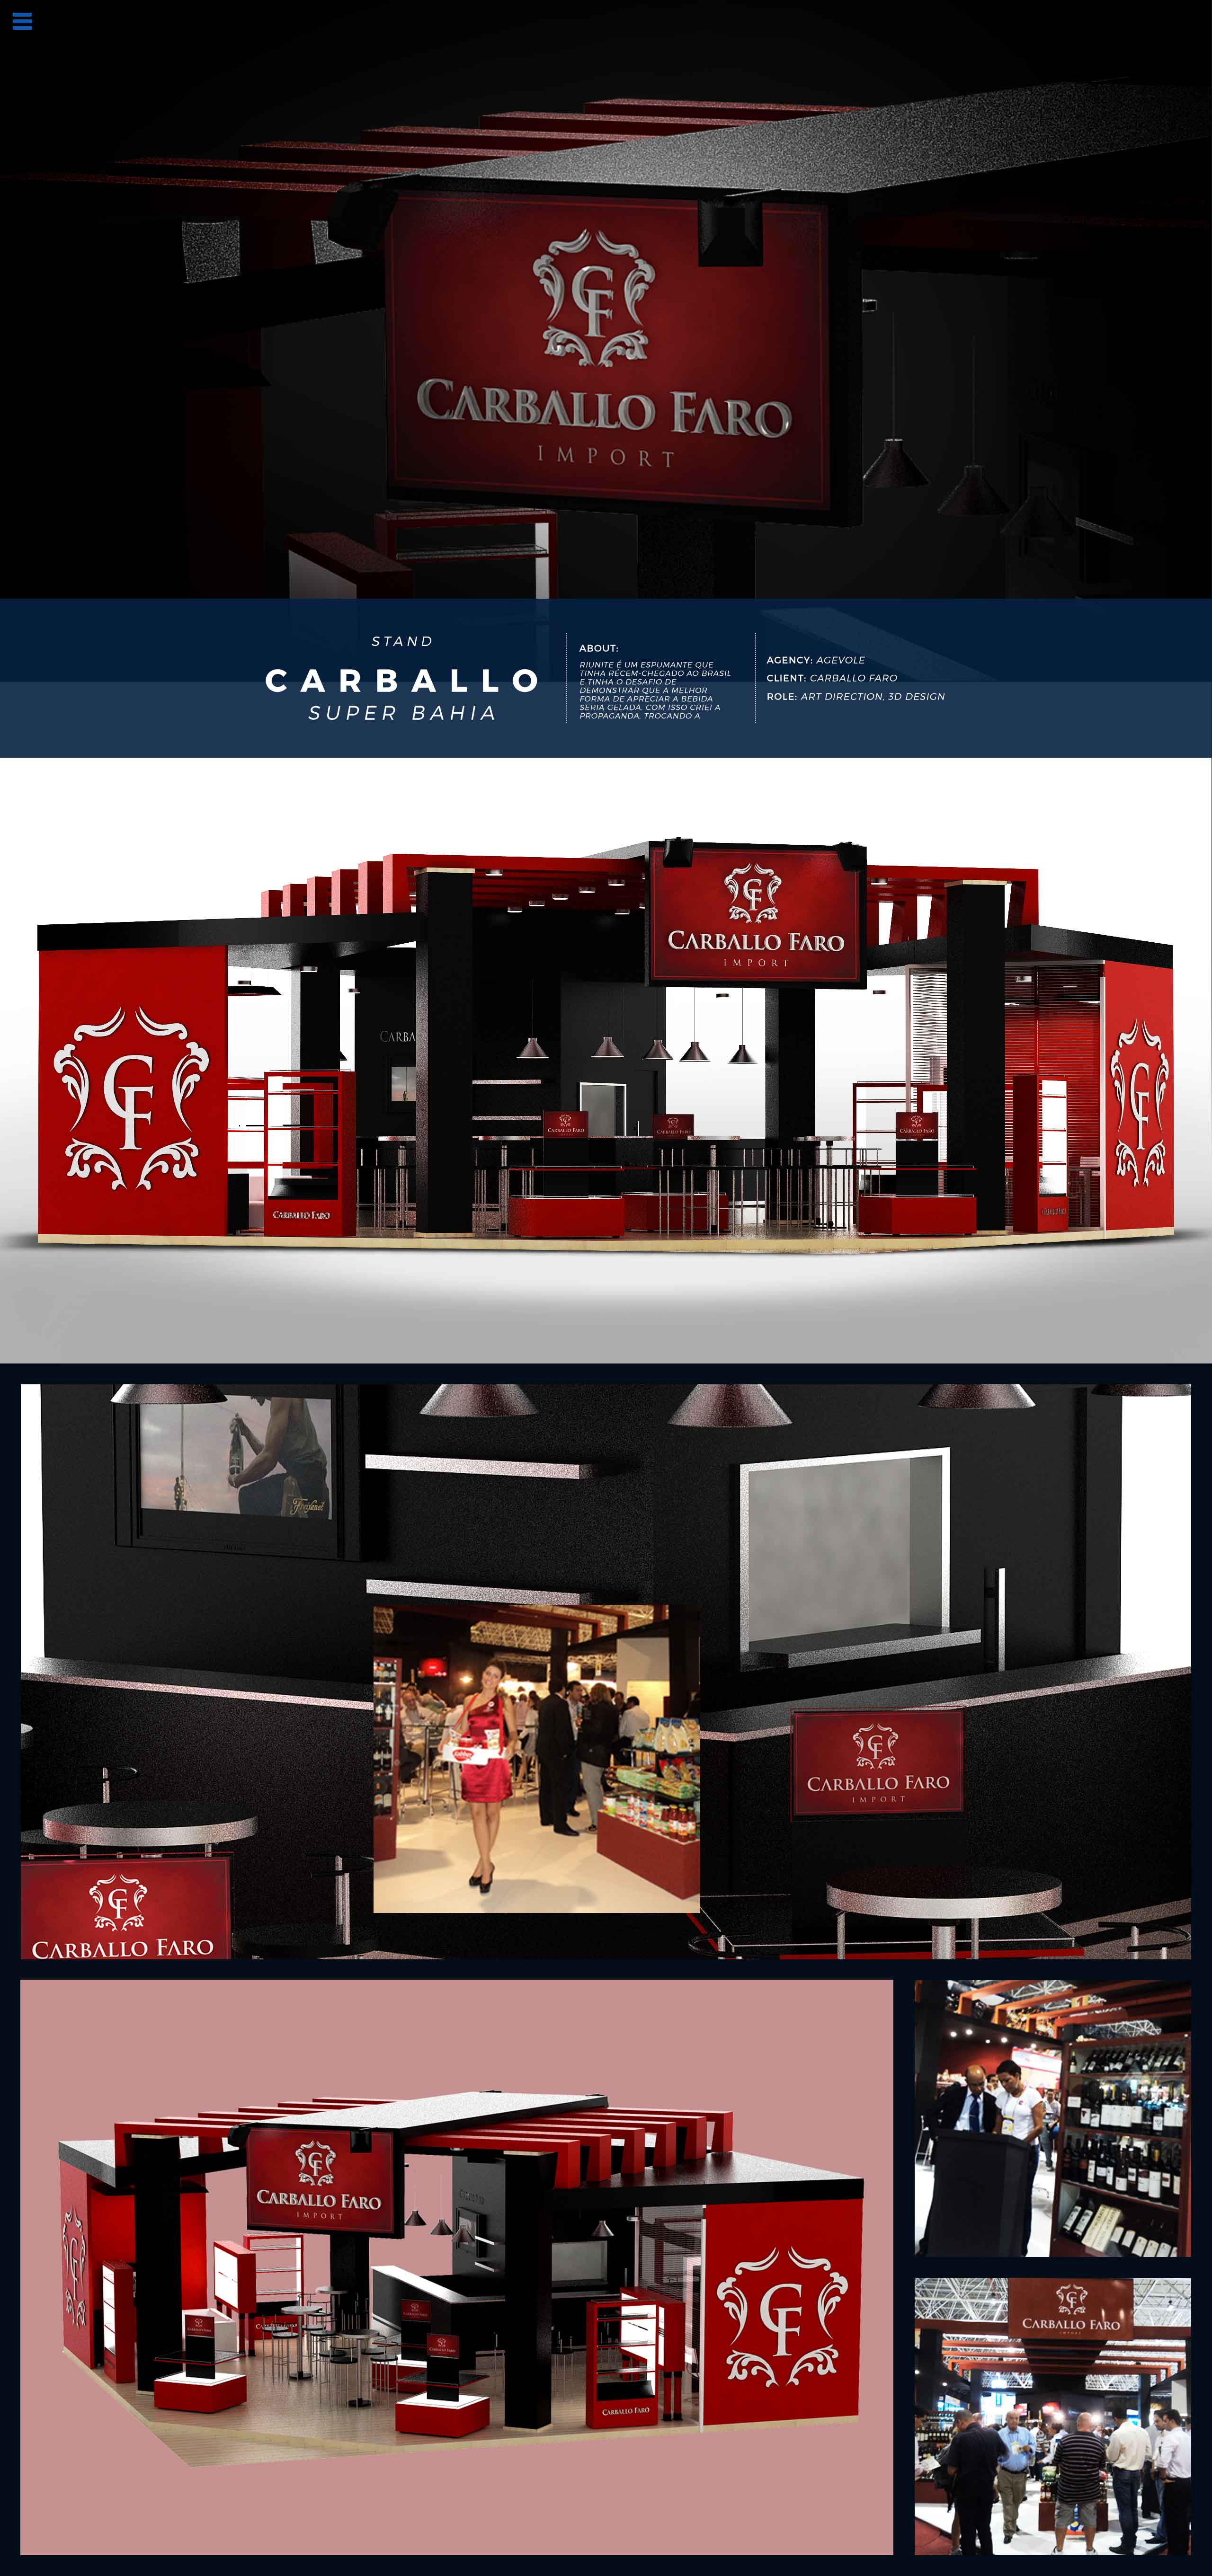 CF
CARBALLO FARO
IMPORT
STAND
CARBALLO
SUPER BAHIA
ABOUT:
RIUNITE É UM ESPUMANTE QUE
TINHA RÉCEM-CHEGADO AO BRASIL
E TINHA O DESAFIO DE
DEMONSTRAR QUE A MELHOR
FORMA DE APRECIAR A BEBIDA
SERIA GELADA. COM ISSO CRIEI A
PROPAGANDA, TROCANDO A
AGENCY: AGEVOLE
CLIENT: CARBALLO FARO
ROLE: ART DIRECTION, 3D DESIGN
CF
CARBALLO FARO
IMPORT
CF
CARBA
CF
CARBALLO FARO
CARBALLO FARO
CARBALLO FARO
CARBALLO FARO
Freixenet
CF
CARBALLO FARO
IMPORT
CF
CARBALLO FARO
CF
CARBALLO FARO
IMPORT
CF
CF
CARBALLO FARO
CF
CARBALLO FARO
IMPORT